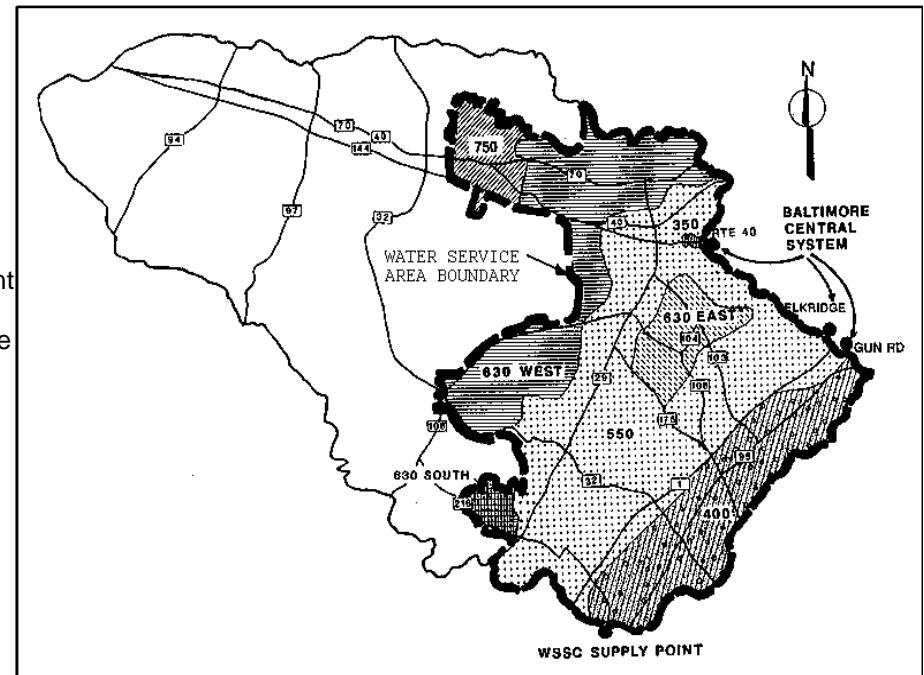 N
94
70
40
144
750
70
97
32
40
350
RTE 40
BALTIMORE
CENTRAL
SYSTEM
WATER SERVICE
AREA BOUNDARY
nt
e
ELKRIDGE
630 EAST
104
103
GUN RD
630 WEST
29
108
108
175
550
95
630 SOUTH
216
32
1
400
WSSC SUPPLY POINT